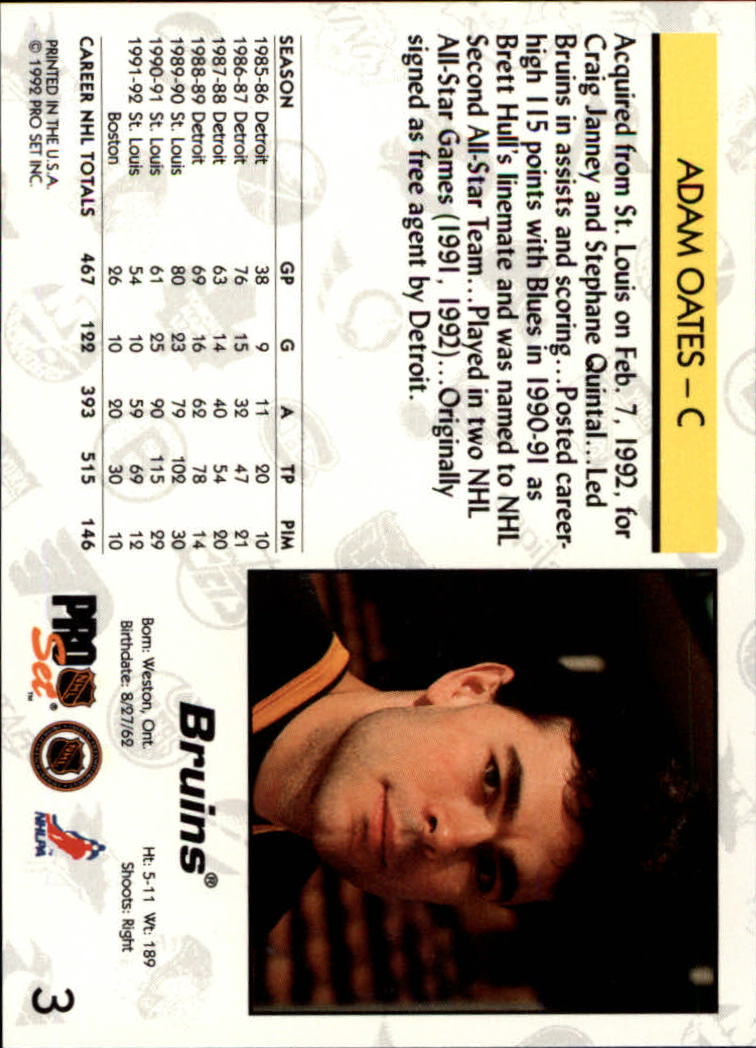 ADAM OATES – C
Acquired from St. Louis on Feb. 7, 1992, for
Craig Janney and Stephane Quintal...Led
Bruins in assists and scoring...Posted career-
high 115 points with Blues in 1990-91 as
Brett Hull's linemate and was named to NHL
Second All-Star Team...Played in two NHL
All-Star Games (1991, 1992)...Originally
signed as free agent by Detroit.
SEASON GP G A TP PIM
1985-86 Detroit 38 9 11 20 10
1986-87 Detroit 76 15 32 47 21
1987-88 Detroit 63 14 40 54 20
1988-89 Detroit 69 16 62 78 14
1989-90 St. Louis 80 23 79 102 30
1990-91 St. Louis 61 25 90 115 29
1991-92 St. Louis 54 10 59 69 12
Boston 26 10 20 30 10
CAREER NHL TOTALS 467 122 393 515 146
PRINTED IN THE U.S.A.
© 1992 PRO SET INC.
Bruins®
Born: Weston, Ont. Ht: 5-11 Wt: 189
Birthdate: 8/27/62 Shoots: Right
PRO Set™ NHL ®
NHLPA™
3